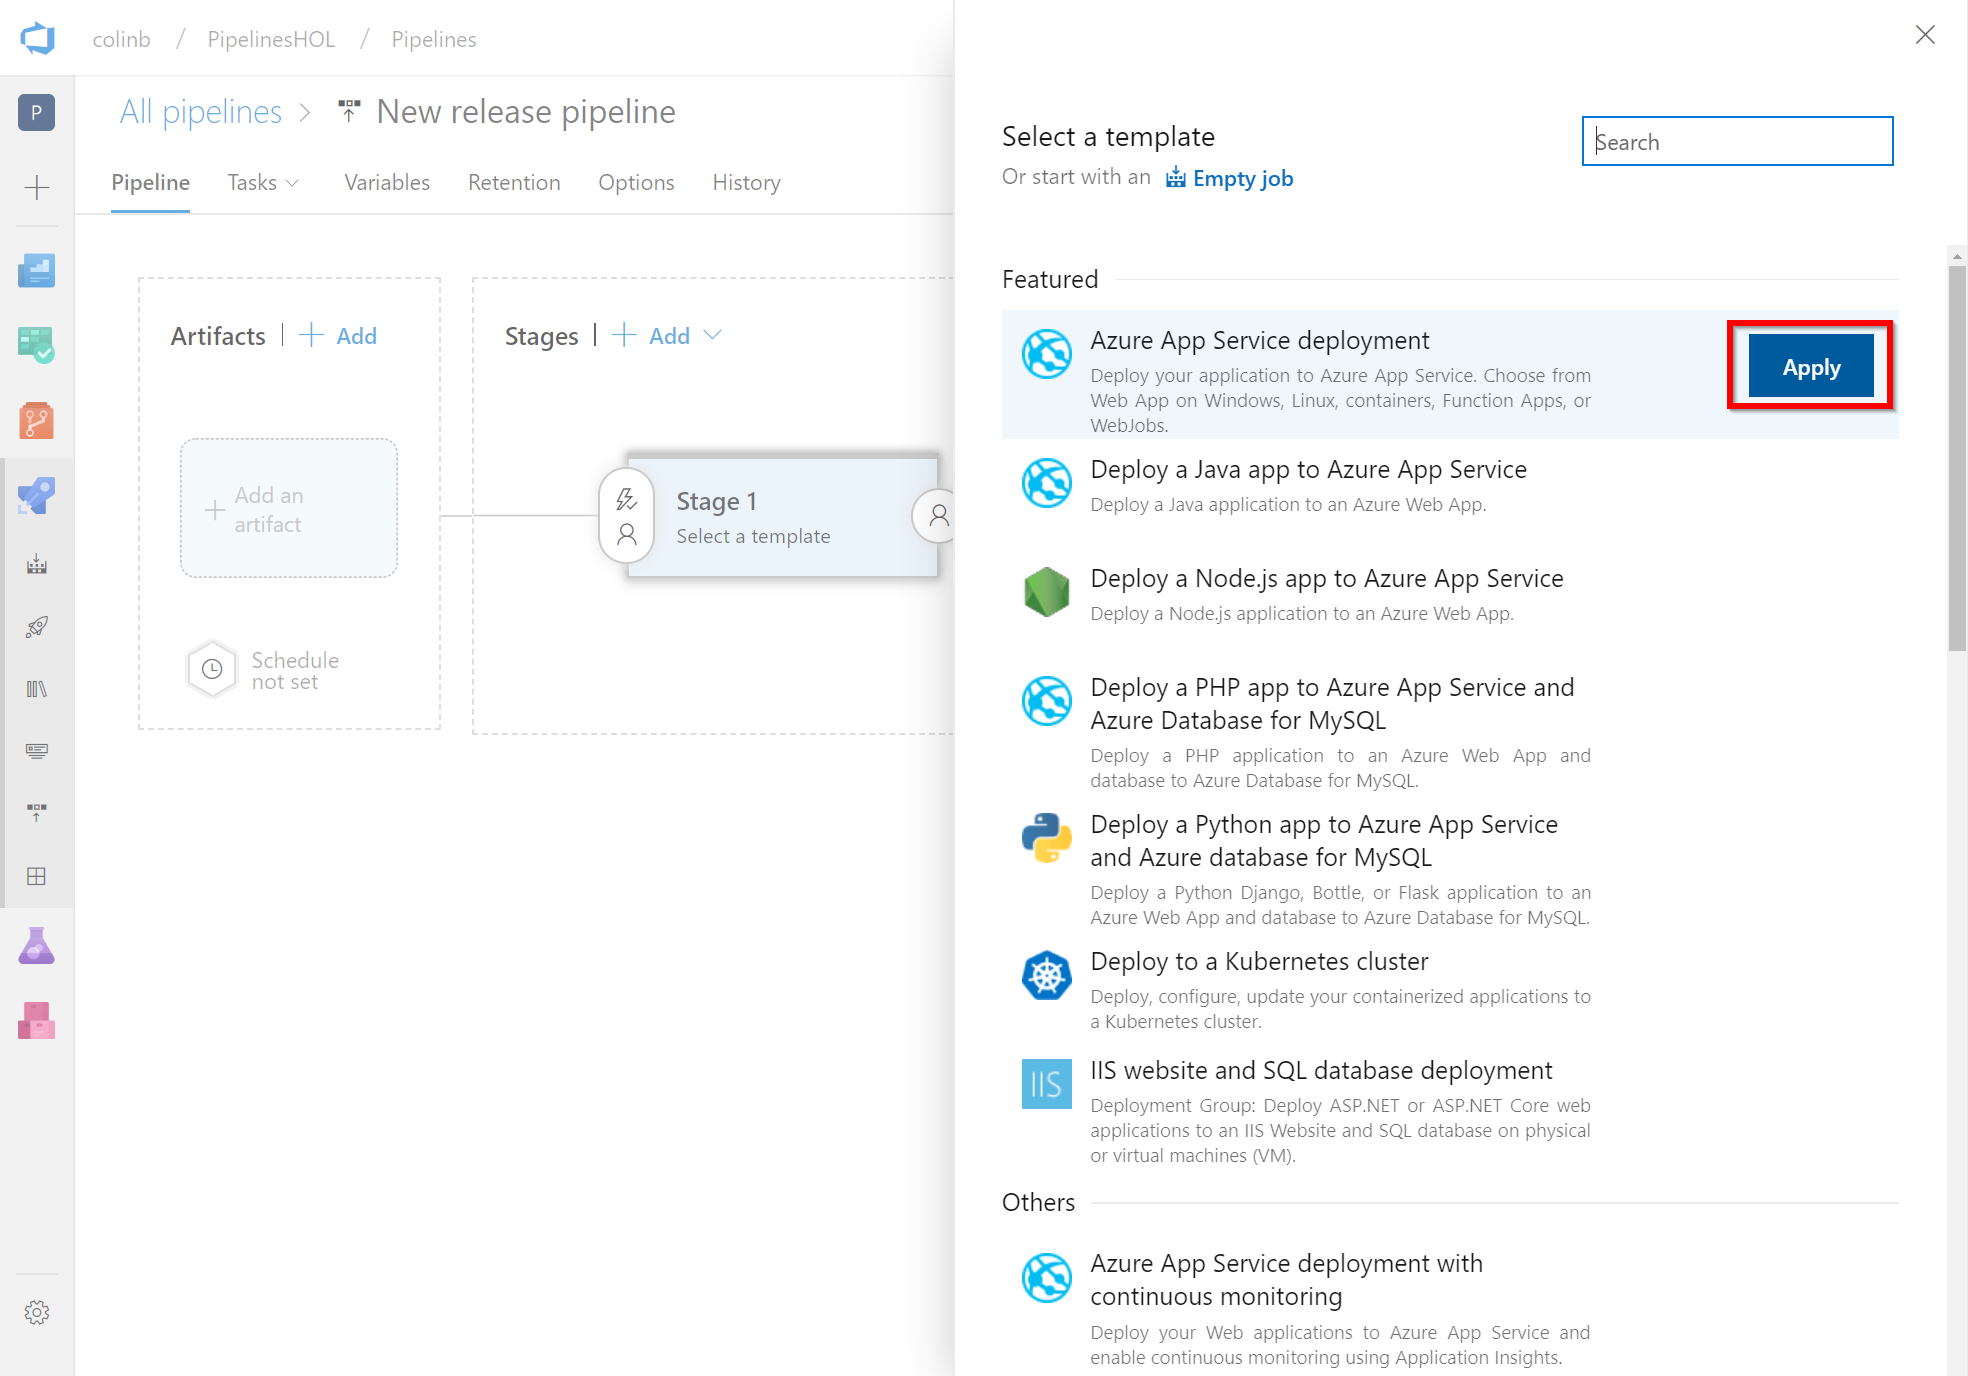 colinb / PipelinesHOL / Pipelines
P
All pipelines > New release pipeline
Pipeline Tasks Variables Retention Options History
Artifacts | + Add
Stages | + Add
Add an
artifact
Stage 1
Select a template
Schedule
not set
Select a template
Or start with an Empty job
Search
Featured
Azure App Service deployment
Deploy your application to Azure App Service. Choose from
Web App on Windows, Linux, containers, Function Apps, or
WebJobs.
Apply
Deploy a Java app to Azure App Service
Deploy a Java application to an Azure Web App.
Deploy a Node.js app to Azure App Service
Deploy a Node.js application to an Azure Web App.
Deploy a PHP app to Azure App Service and
Azure Database for MySQL
Deploy a PHP application to an Azure Web App and
database to Azure Database for MySQL.
Deploy a Python app to Azure App Service
and Azure database for MySQL
Deploy a Python Django, Bottle, or Flask application to an
Azure Web App and database to Azure Database for MySQL.
Deploy to a Kubernetes cluster
Deploy, configure, update your containerized applications to
a Kubernetes cluster.
IIS
IIS website and SQL database deployment
Deployment Group: Deploy ASP.NET or ASP.NET Core web
applications to an IIS Website and SQL database on physical
or virtual machines (VM).
Others
Azure App Service deployment with
continuous monitoring
Deploy your Web applications to Azure App Service and
enable continuous monitoring using Application Insights.